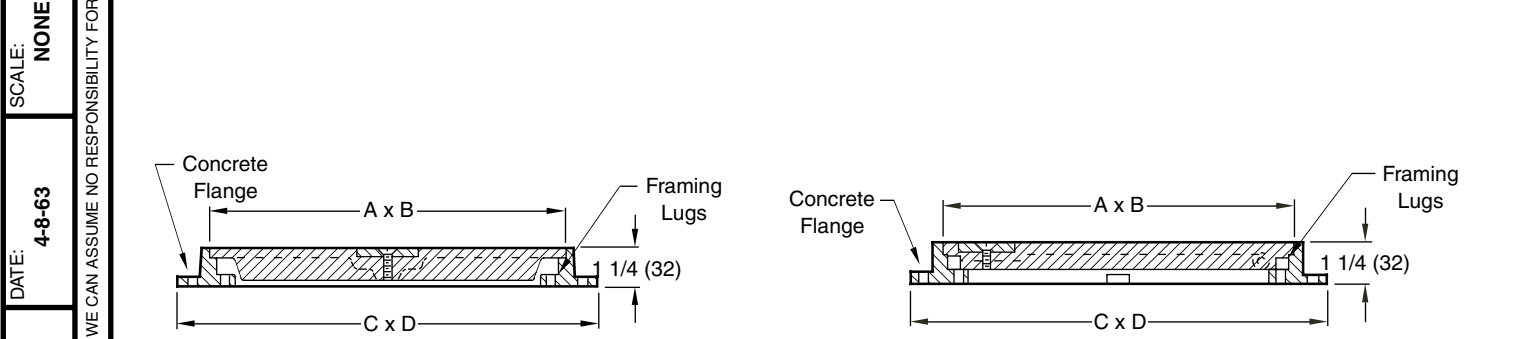 SCALE:
NONE
DATE:
4-8-63
WE CAN ASSUME NO RESPONSIBILITY FOR
Concrete
Flange
A x B
Framing
Lugs
1 1/4 (32)
C x D
Concrete
Flange
A x B
Framing
Lugs
1 1/4 (32)
C x D